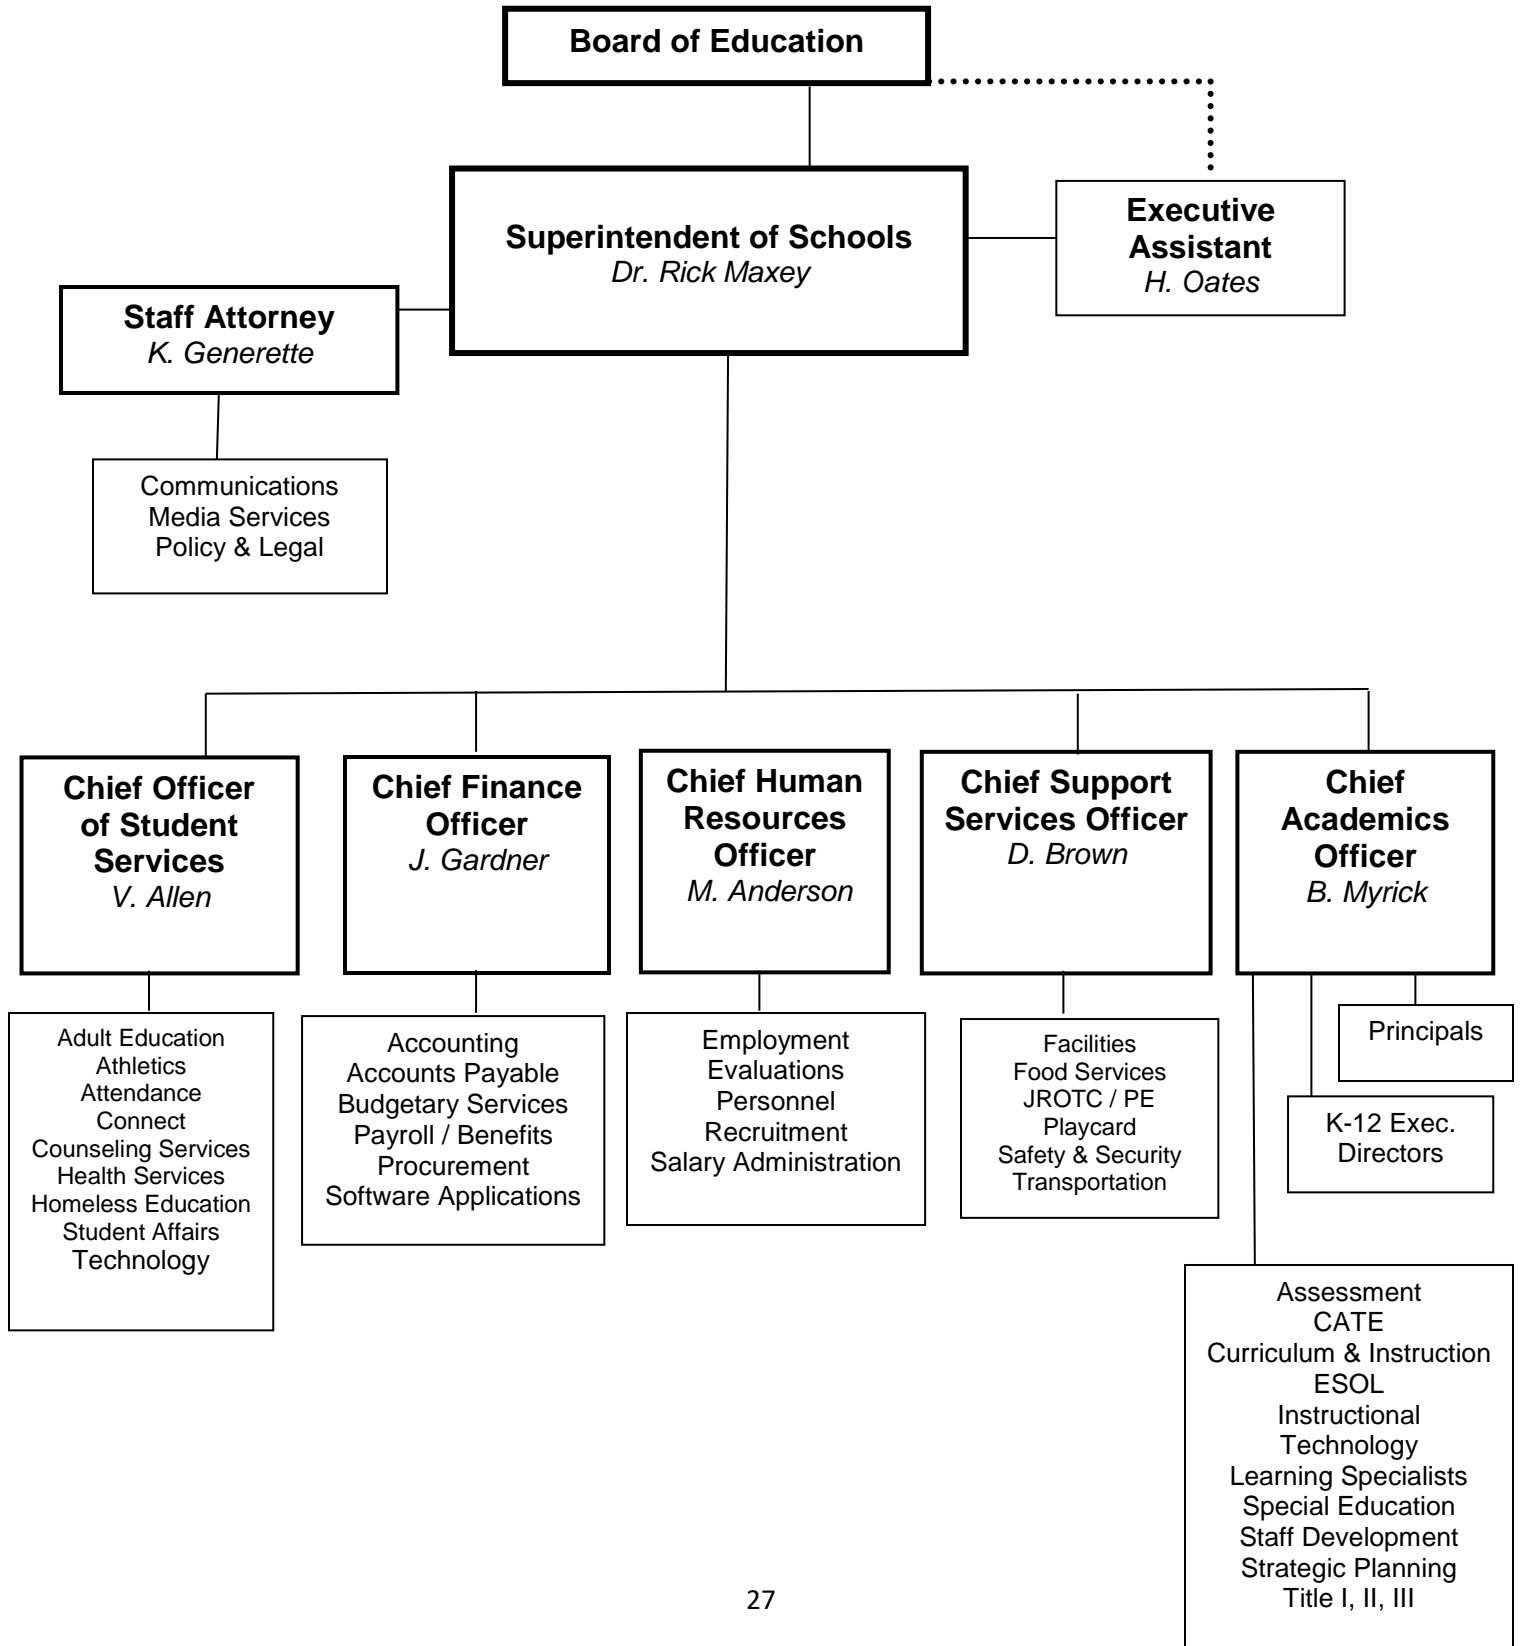 Board of Education
Superintendent of Schools
Dr. Rick Maxey
Executive
Assistant
H. Oates
Staff Attorney
K. Generette
Communications
Media Services
Policy & Legal
Chief Officer
of Student
Services
V. Allen
Chief Finance
Officer
J. Gardner
Chief Human
Resources
Officer
M. Anderson
Chief Support
Services Officer
D. Brown
Chief
Academics
Officer
B. Myrick
Adult Education
Athletics
Attendance
Connect
Counseling Services
Health Services
Homeless Education
Student Affairs
Technology
Accounting
Accounts Payable
Budgetary Services
Payroll / Benefits
Procurement
Software Applications
Employment
Evaluations
Personnel
Recruitment
Salary Administration
Facilities
Food Services
JROTC / PE
Playcard
Safety & Security
Transportation
Principals
K-12 Exec.
Directors
Assessment
CATE
Curriculum & Instruction
ESOL
Instructional
Technology
Learning Specialists
Special Education
Staff Development
Strategic Planning
Title I, II, III
27